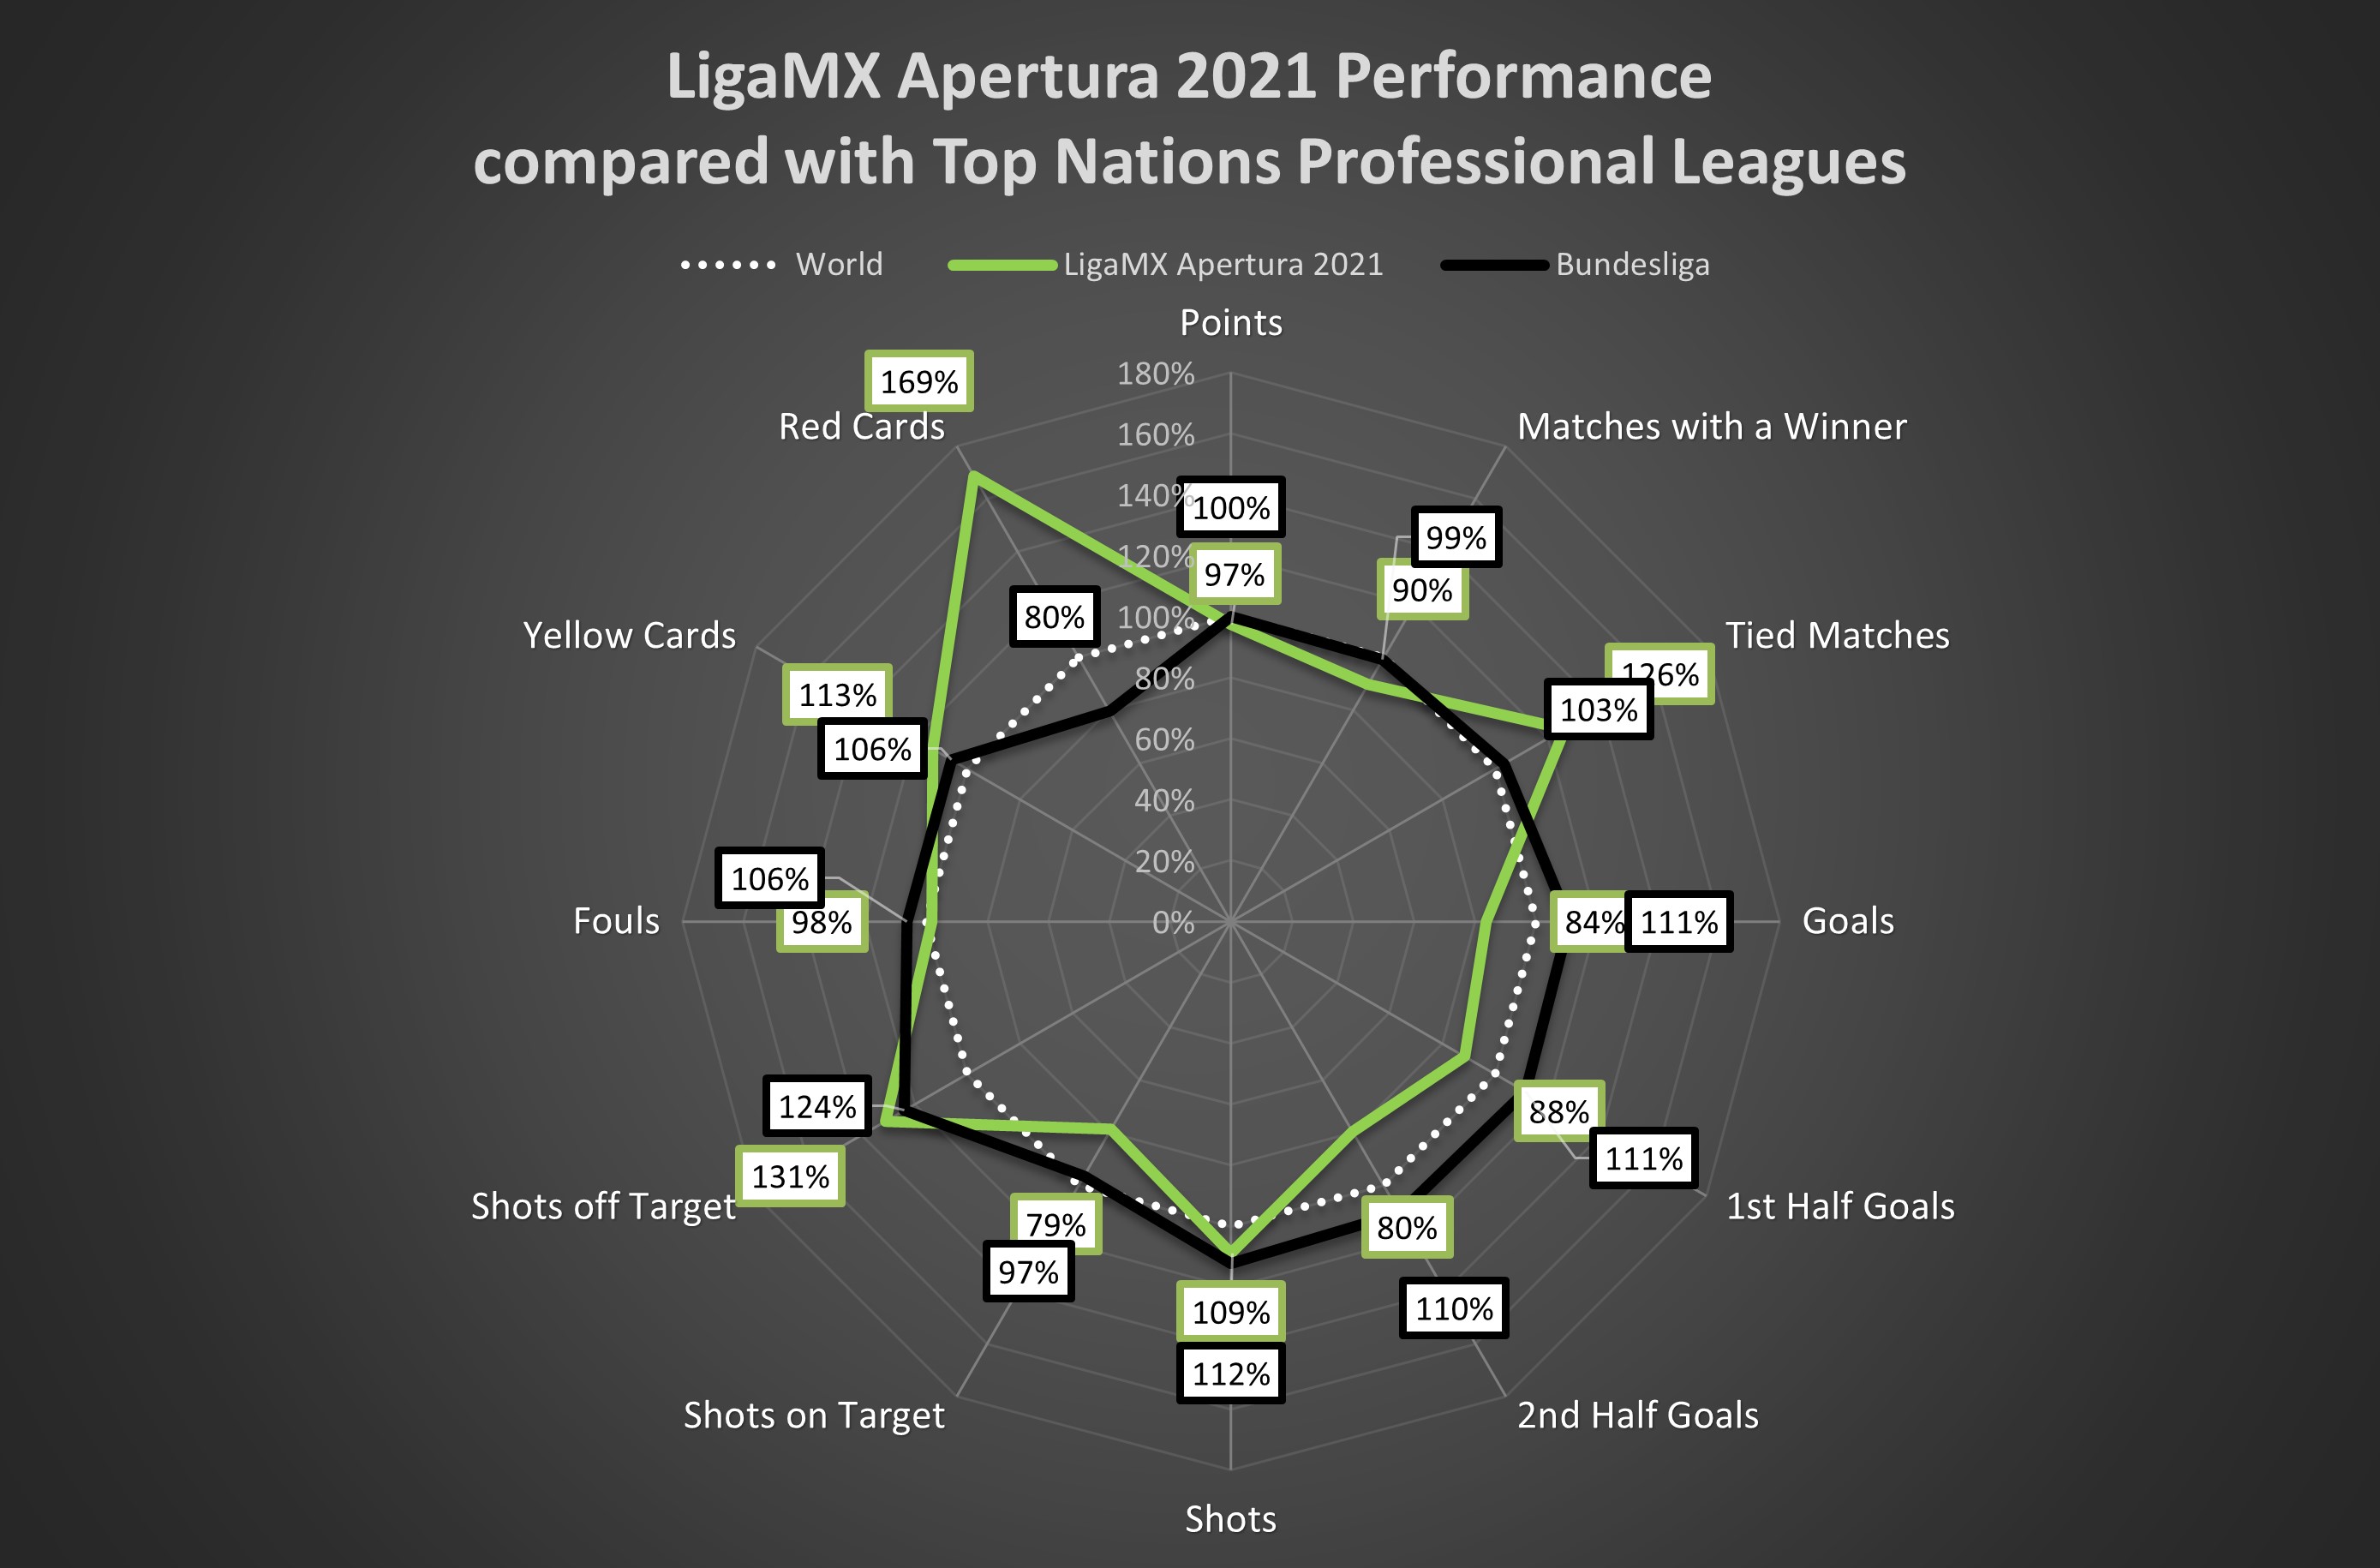 LigaMX Apertura 2021 Performance
compared with Top Nations Professional Leagues
World LigaMX Apertura 2021 Bundesliga
Points
180%
169%
Red Cards
Matches with a Winner
160%
140%
100%
99%
120%
97%
90%
80%
100%
Yellow Cards
Tied Matches
113%
126%
80%
103%
106%
60%
40%
20%
106%
98%
Fouls
0%
84%
111%
Goals
124%
88%
131%
111%
Shots off Target
1st Half Goals
79%
80%
97%
109%
110%
112%
Shots on Target
2nd Half Goals
Shots